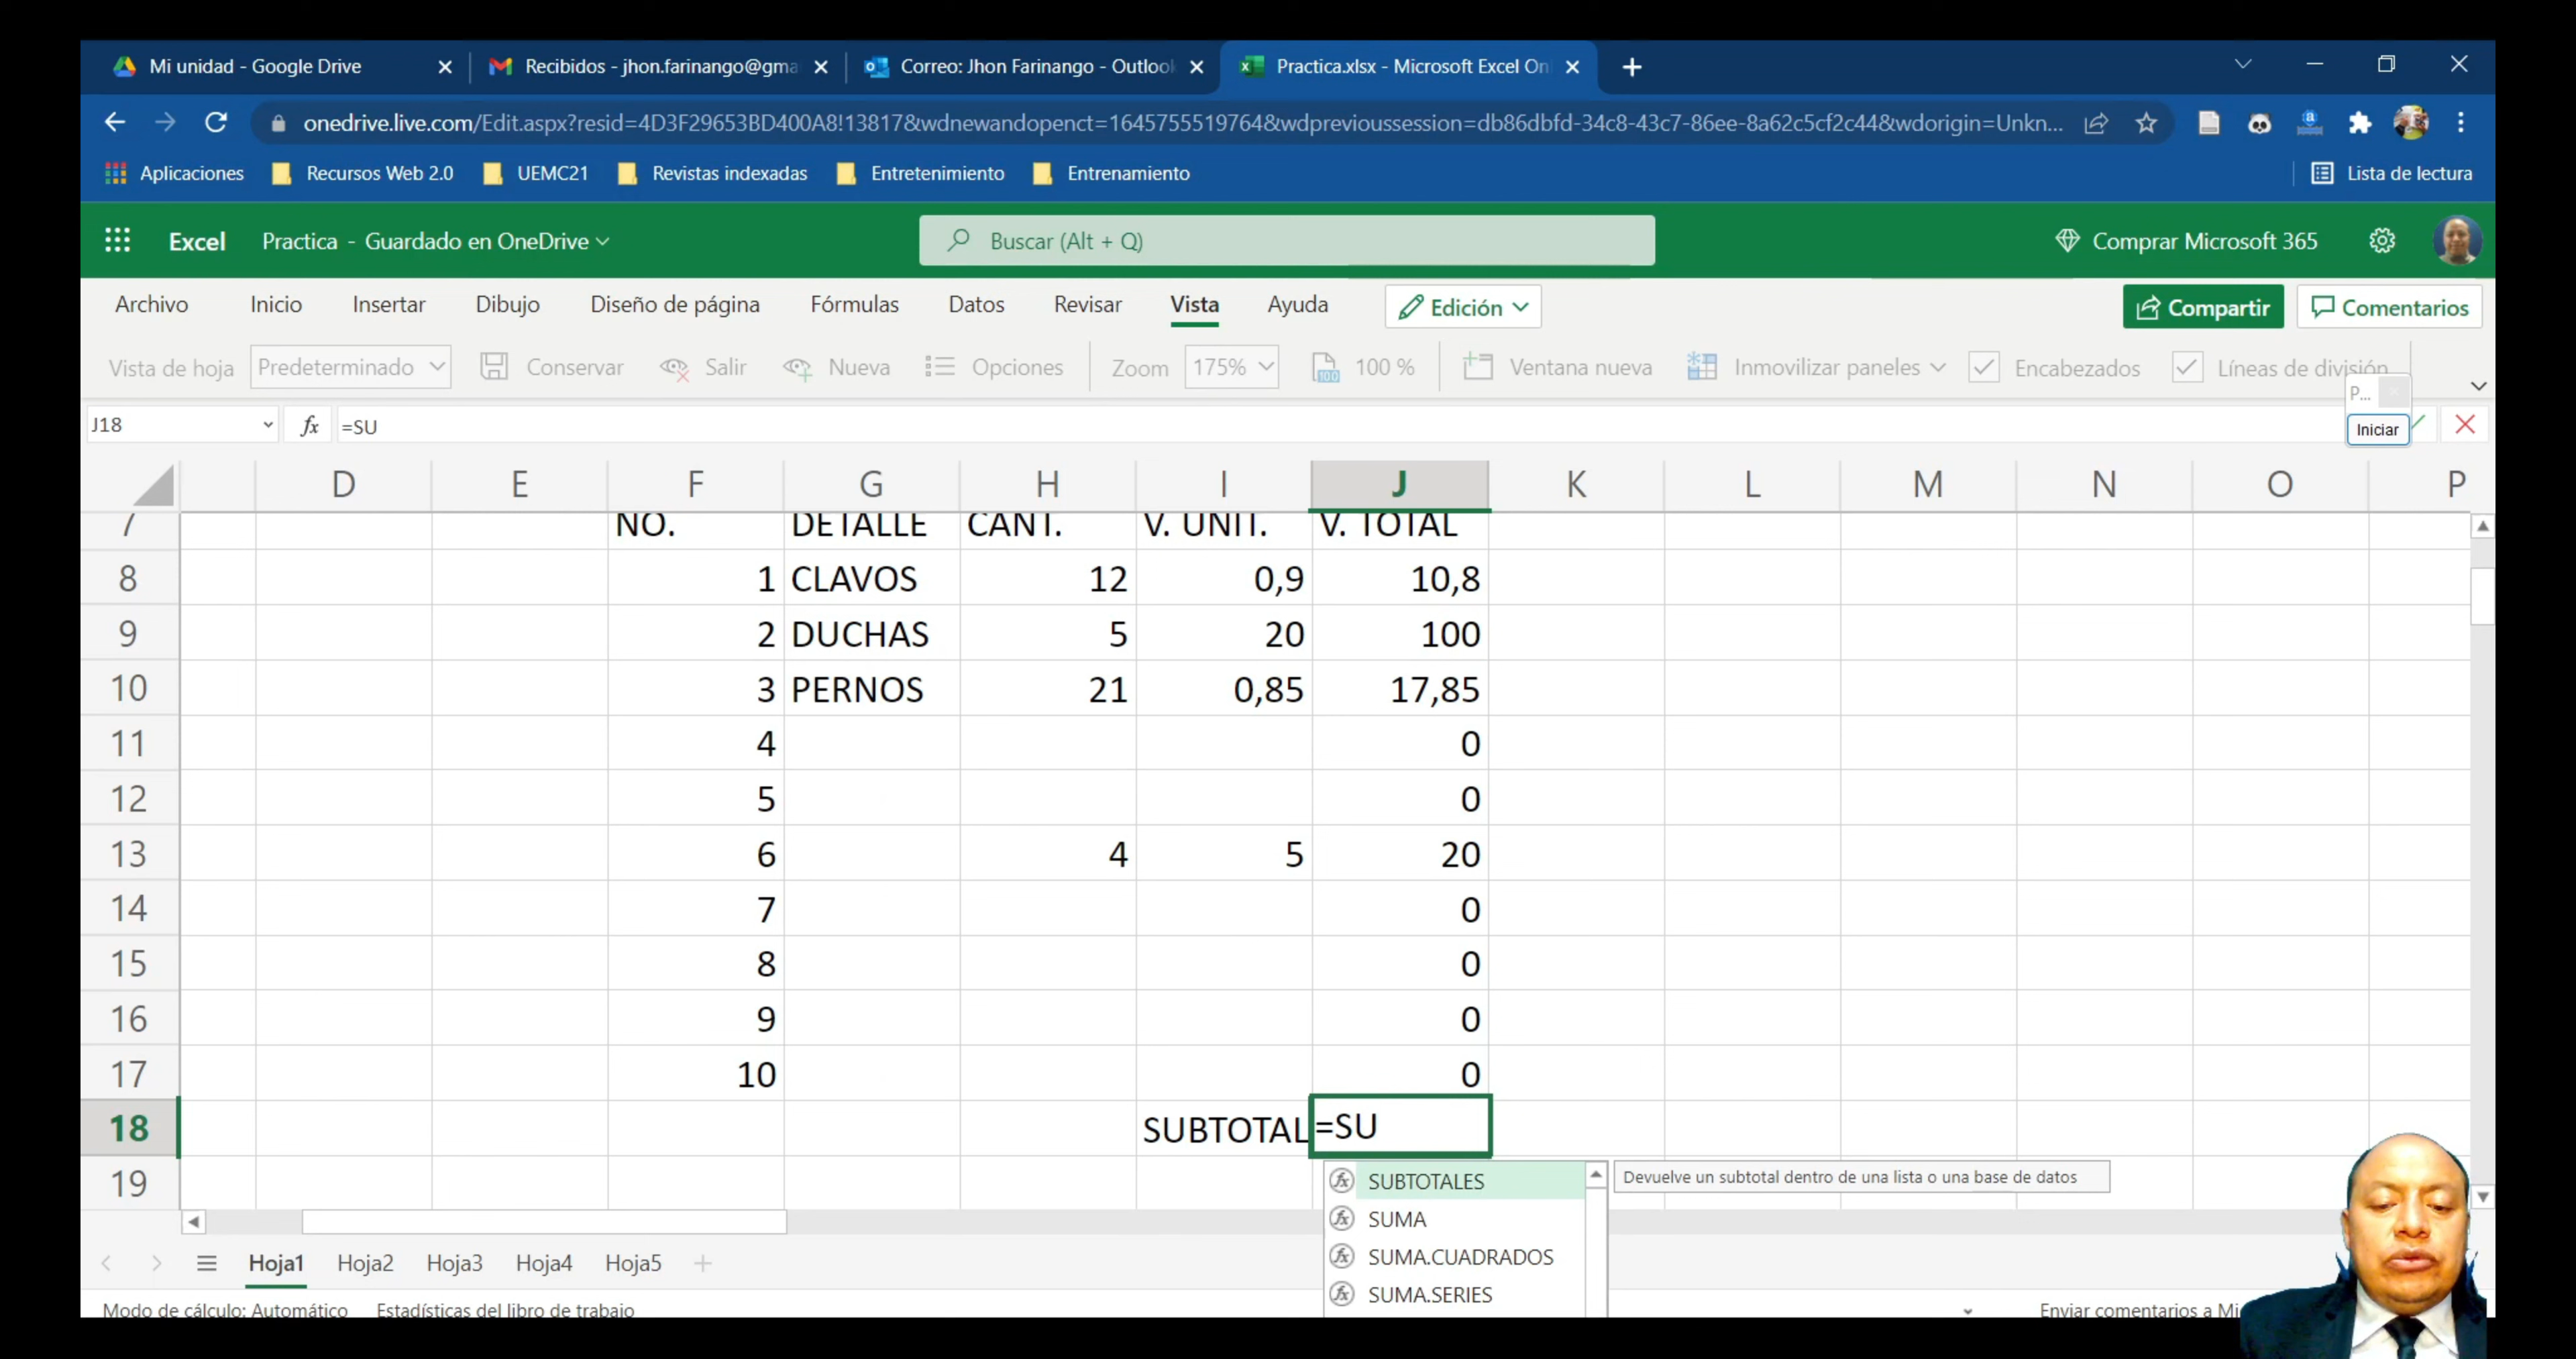 Mi unidad - Google Drive
Recibidos - jhon.farinango@gma
Correo: Jhon Farinango - Outlook
Practica.xlsx - Microsoft Excel On
onedrive.live.com/Edit.aspx?resid=4D3F29653BD400A8!13817&wdnewandopenct=1645755519764&wdprevioussession=db86dbfd-34c8-43c7-86ee-8a62c5cf2c44&wdorigin=Unkn...
Aplicaciones Recursos Web 2.0 UEMC21 Revistas indexadas Entretenimiento Entrenamiento Lista de lectura
Excel Practica - Guardado en OneDrive Buscar (Alt + Q) Comprar Microsoft 365
Archivo Inicio Insertar Dibujo Diseño de página Fórmulas Datos Revisar Vista Ayuda Edición Compartir Comentarios
Vista de hoja Predeterminado Conservar Salir Nueva Opciones Zoom 175% 100 % Ventana nueva Inmovilizar paneles Encabezados Líneas de división
P...
Iniciar
J18 fx =SU
D E F G H I J K L M N O P
7 NO. DETALLE CANT. V. UNIT. V. TOTAL
8 1 CLAVOS 12 0,9 10,8
9 2 DUCHAS 5 20 100
10 3 PERNOS 21 0,85 17,85
11 4 0
12 5 0
13 6 4 5 20
14 7 0
15 8 0
16 9 0
17 10 0
18 SUBTOTAL =SU
19
SUBTOTALES Devuelve un subtotal dentro de una lista o una base de datos
SUMA
SUMA.CUADRADOS
SUMA.SERIES
Hoja1 Hoja2 Hoja3 Hoja4 Hoja5
Modo de cálculo: Automático Estadísticas del libro de trabajo Enviar comentarios a Mi